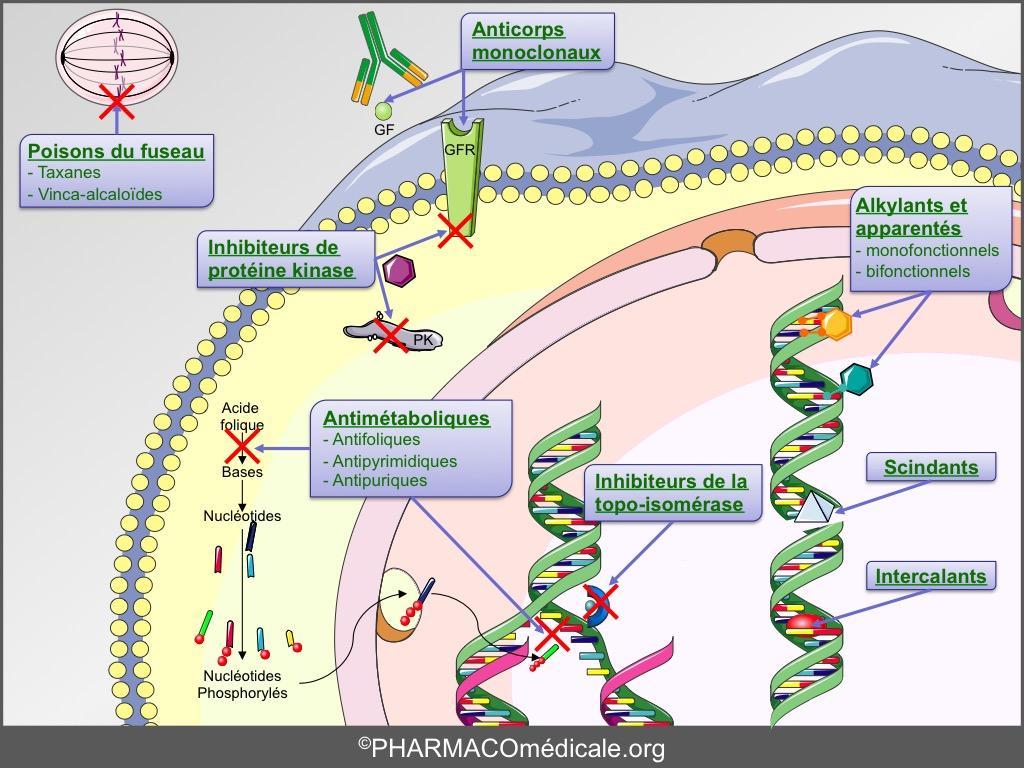 Anticorps
monoclonaux
GF
GFR
Poisons du fuseau
- Taxanes
- Vinca-alcaloïdes
Inhibiteurs de
protéine kinase
PK
Alkylants et
apparentés
- monofonctionnels
- bifonctionnels
Acide
folique
Bases
Nucléotides
Nucléotides
Phosphorylés
Antimétaboliques
- Antifoliques
- Antipyrimidiques
- Antipuriques
Inhibiteurs de la
topo-isomérase
Scindants
Intercalants
©PHARMACOmédicale.org